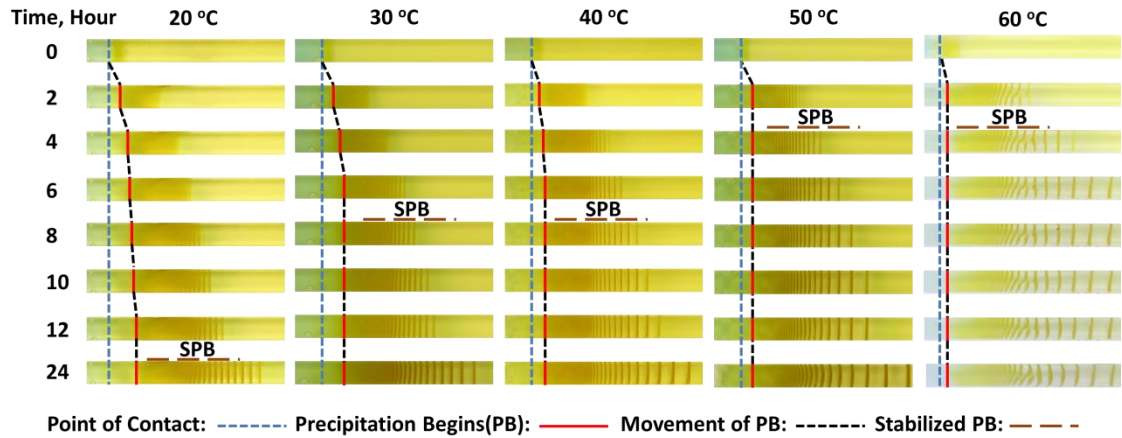 Time, Hour 20 °C 30 °C 40 °C 50 °C 60 °C
0
2
SPB SPB
4
6
SPB SPB
8
10
12
SPB
24
Point of Contact: Precipitation Begins(PB): Movement of PB: Stabilized PB: